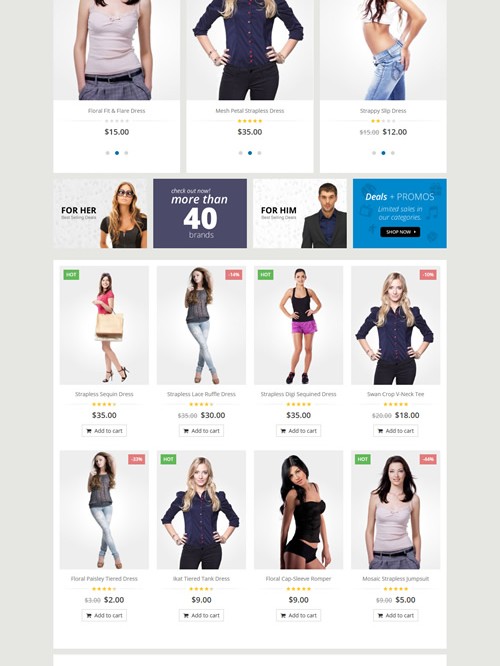 Floral Fit & Flare Dress
$15.00
Mesh Petal Strapless Dress
$35.00
Strappy Slip Dress
$15.00 $12.00
FOR HER
Best Selling Deals
check out now!
more than
40
brands
FOR HIM
Best Selling Deals
Deals + PROMOS
Limited sales in
our categories.
SHOP NOW
HOT
Strapless Sequin Dress
$35.00
Add to cart
-14%
Strapless Lace Ruffle Dress
$35.00 $30.00
Add to cart
HOT
Strapless Digi Sequined Dress
$35.00
Add to cart
-10%
Swan Crop V-Neck Tee
$20.00 $18.00
Add to cart
-33%
Floral Paisley Tiered Dress
$3.00 $2.00
Add to cart
HOT
Ikat Tiered Tank Dress
$9.00
Add to cart
Floral Cap-Sleeve Romper
$9.00
Add to cart
HOT
-44%
Mosaic Strapless Jumpsuit
$9.00 $5.00
Add to cart